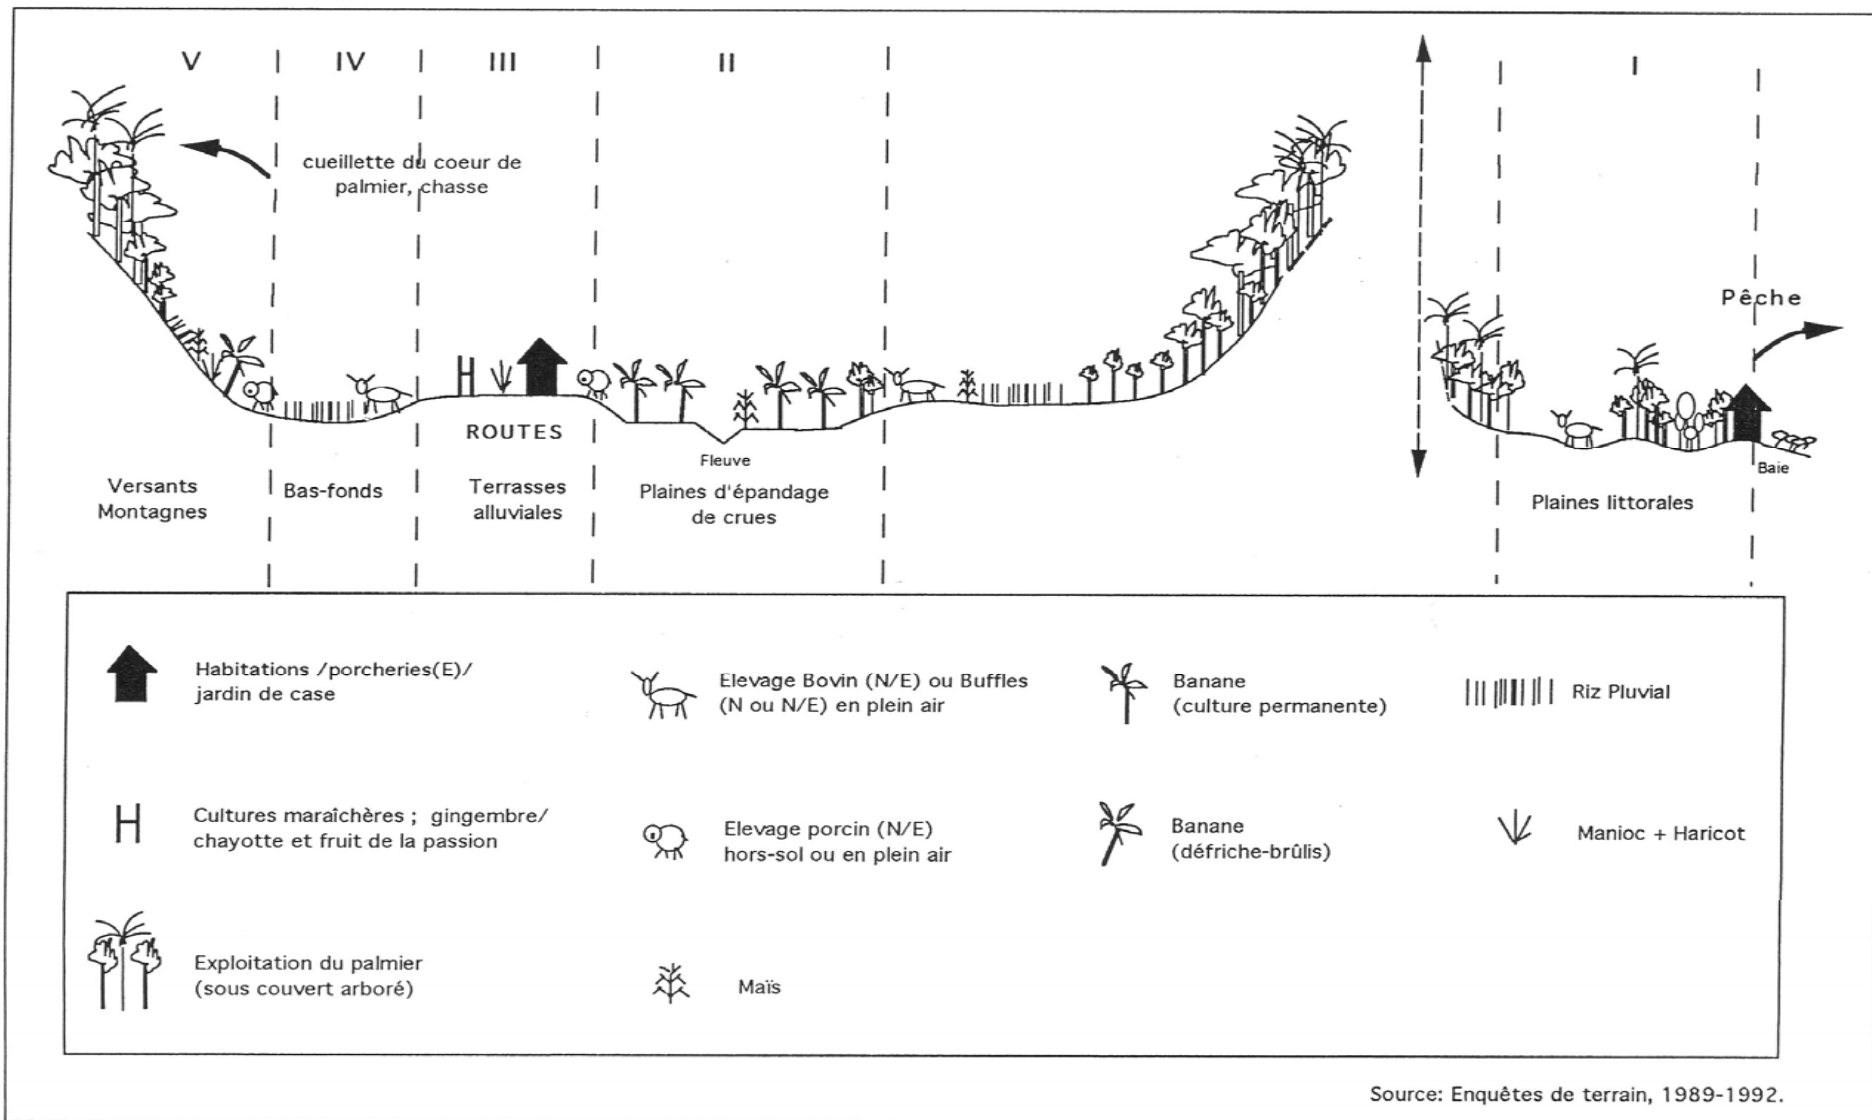 V
IV
III
II
I
cueillette du coeur de
palmier, chasse
Pêche
ROUTES
Fleuve
Baie
Versants
Montagnes
Bas-fonds
Terrasses
alluviales
Plaines d'épandage
de crues
Plaines littorales
Habitations /porcheries(E)/
jardin de case
Elevage Bovin (N/E) ou Buffles
(N ou N/E) en plein air
Banane
(culture permanente)
Riz Pluvial
H
Cultures maraîchères ; gingembre/
chayotte et fruit de la passion
Elevage porcin (N/E)
hors-sol ou en plein air
Banane
(défriche-brûlis)
Manioc + Haricot
Exploitation du palmier
(sous couvert arboré)
Maïs
Source: Enquêtes de terrain, 1989-1992.